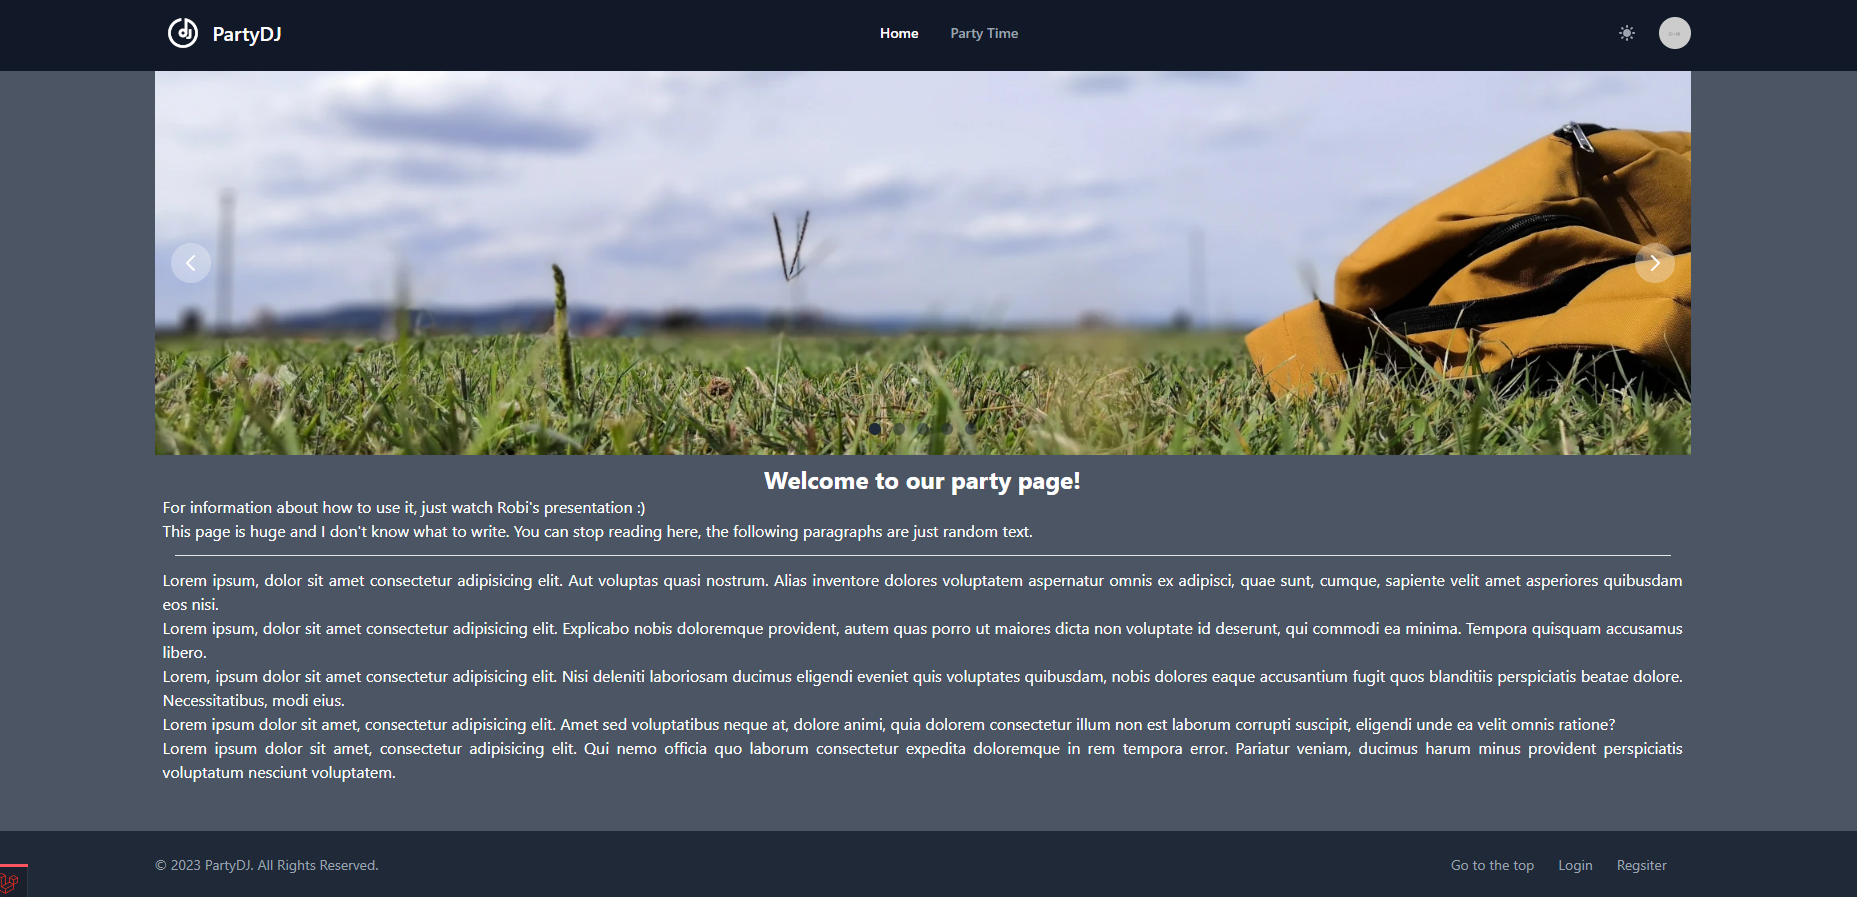 PartyDJ
Home
Party Time
Welcome to our party page!
For information about how to use it, just watch Robi's presentation :)
This page is huge and I don't know what to write. You can stop reading here, the following paragraphs are just random text.
Lorem ipsum, dolor sit amet consectetur adipisicing elit. Aut voluptas quasi nostrum. Alias inventore dolores voluptatem aspernatur omnis ex adipisci, quae sunt, cumque, sapiente velit amet asperiores quibusdam
eos nisi.
Lorem ipsum, dolor sit amet consectetur adipisicing elit. Explicabo nobis doloremque provident, autem quas porro ut maiores dicta non voluptate id deserunt, qui commodi ea minima. Tempora quisquam accusamus
libero.
Lorem, ipsum dolor sit amet consectetur adipisicing elit. Nisi deleniti laboriosam ducimus eligendi eveniet quis voluptates quibusdam, nobis dolores eaque accusantium fugit quos blanditiis perspiciatis beatae dolore.
Necessitatibus, modi eius.
Lorem ipsum dolor sit amet, consectetur adipisicing elit. Amet sed voluptatibus neque at, dolore animi, quia dolorem consectetur illum non est laborum corrupti suscipit, eligendi unde ea velit omnis ratione?
Lorem ipsum dolor sit amet, consectetur adipisicing elit. Qui nemo officia quo laborum consectetur expedita doloremque in rem tempora error. Pariatur veniam, ducimus harum minus provident perspiciatis
voluptatum nesciunt voluptatem.
© 2023 PartyDJ. All Rights Reserved.
Go to the top
Login
Regsiter